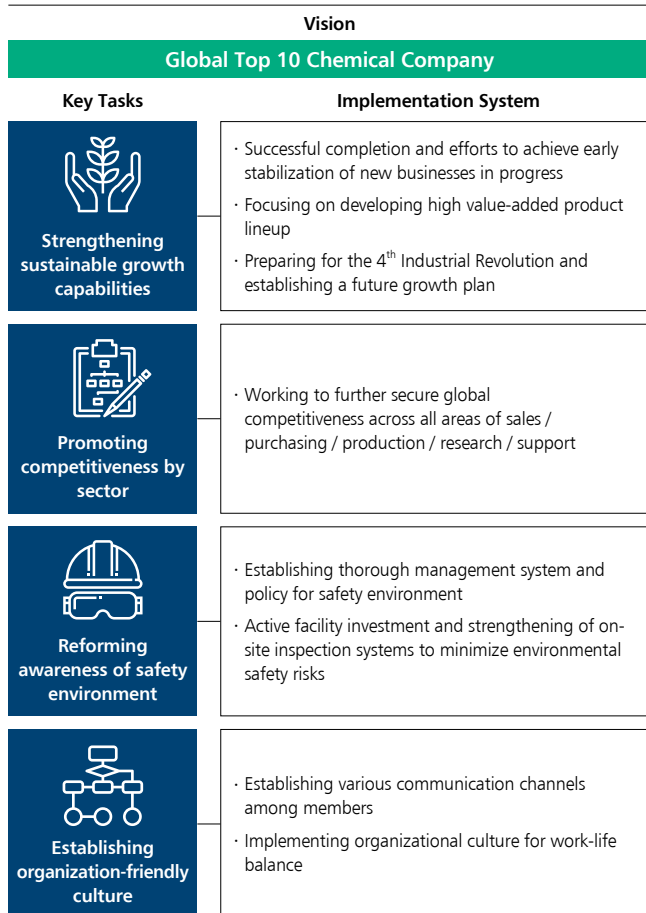 Vision
Global Top 10 Chemical Company
Key Tasks
Implementation System
Strengthening
sustainable growth
capabilities
· Successful completion and efforts to achieve early
stabilization of new businesses in progress
· Focusing on developing high value-added product
lineup
· Preparing for the 4th Industrial Revolution and
establishing a future growth plan
Promoting
competitiveness by
sector
· Working to further secure global
competitiveness across all areas of sales /
purchasing / production / research / support
Reforming
awareness of safety
environment
· Establishing thorough management system and
policy for safety environment
· Active facility investment and strengthening of on-
site inspection systems to minimize environmental
safety risks
Establishing
organization-friendly
culture
· Establishing various communication channels
among members
· Implementing organizational culture for work-life
balance